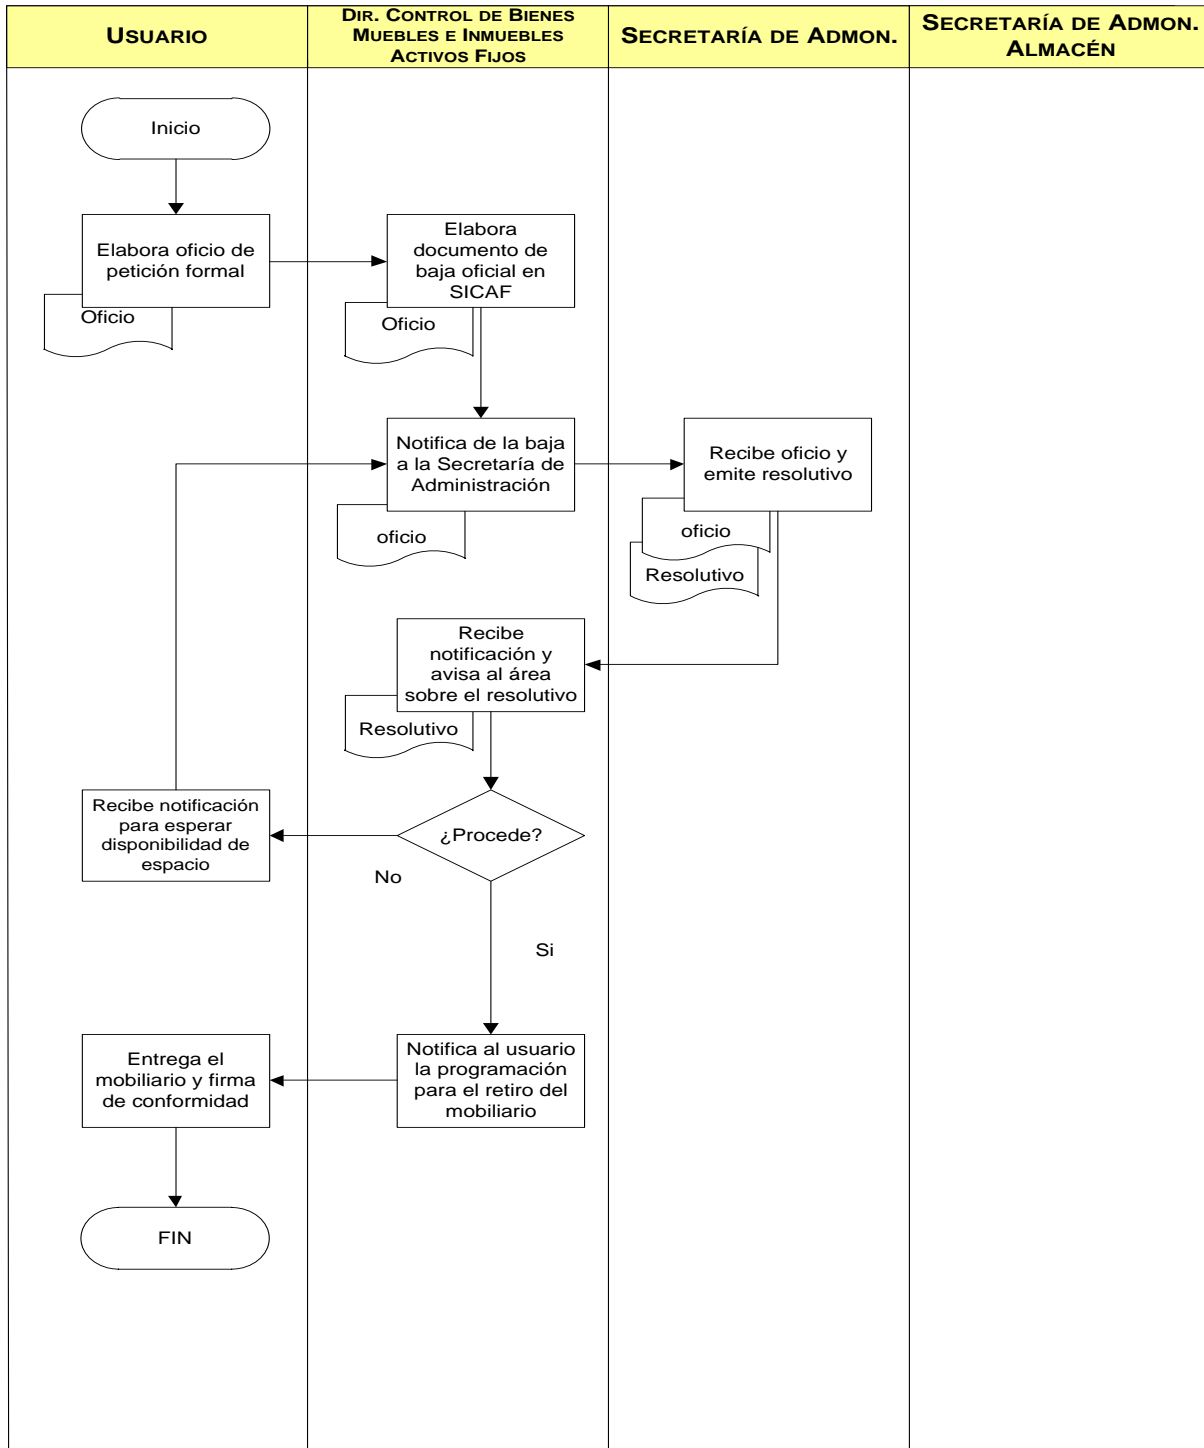 USUARIO
DIR. CONTROL DE BIENES
MUEBLES E INMUEBLES
ACTIVOS FIJOS
SECRETARÍA DE ADMON.
SECRETARÍA DE ADMON.
ALMACÉN
Inicio
Elabora oficio de
petición formal
Oficio
Elabora
documento de
baja oficial en
SICAF
Oficio
Notifica de la baja
a la Secretaría de
Administración
oficio
Recibe oficio y
emite resolutivo
oficio
Resolutivo
Recibe
notificación y
avisa al área
sobre el resolutivo
Resolutivo
Recibe notificación
para esperar
disponibilidad de
espacio
¿Procede?
No
Si
Entrega el
mobiliario y firma
de conformidad
Notifica al usuario
la programación
para el retiro del
mobiliario
FIN